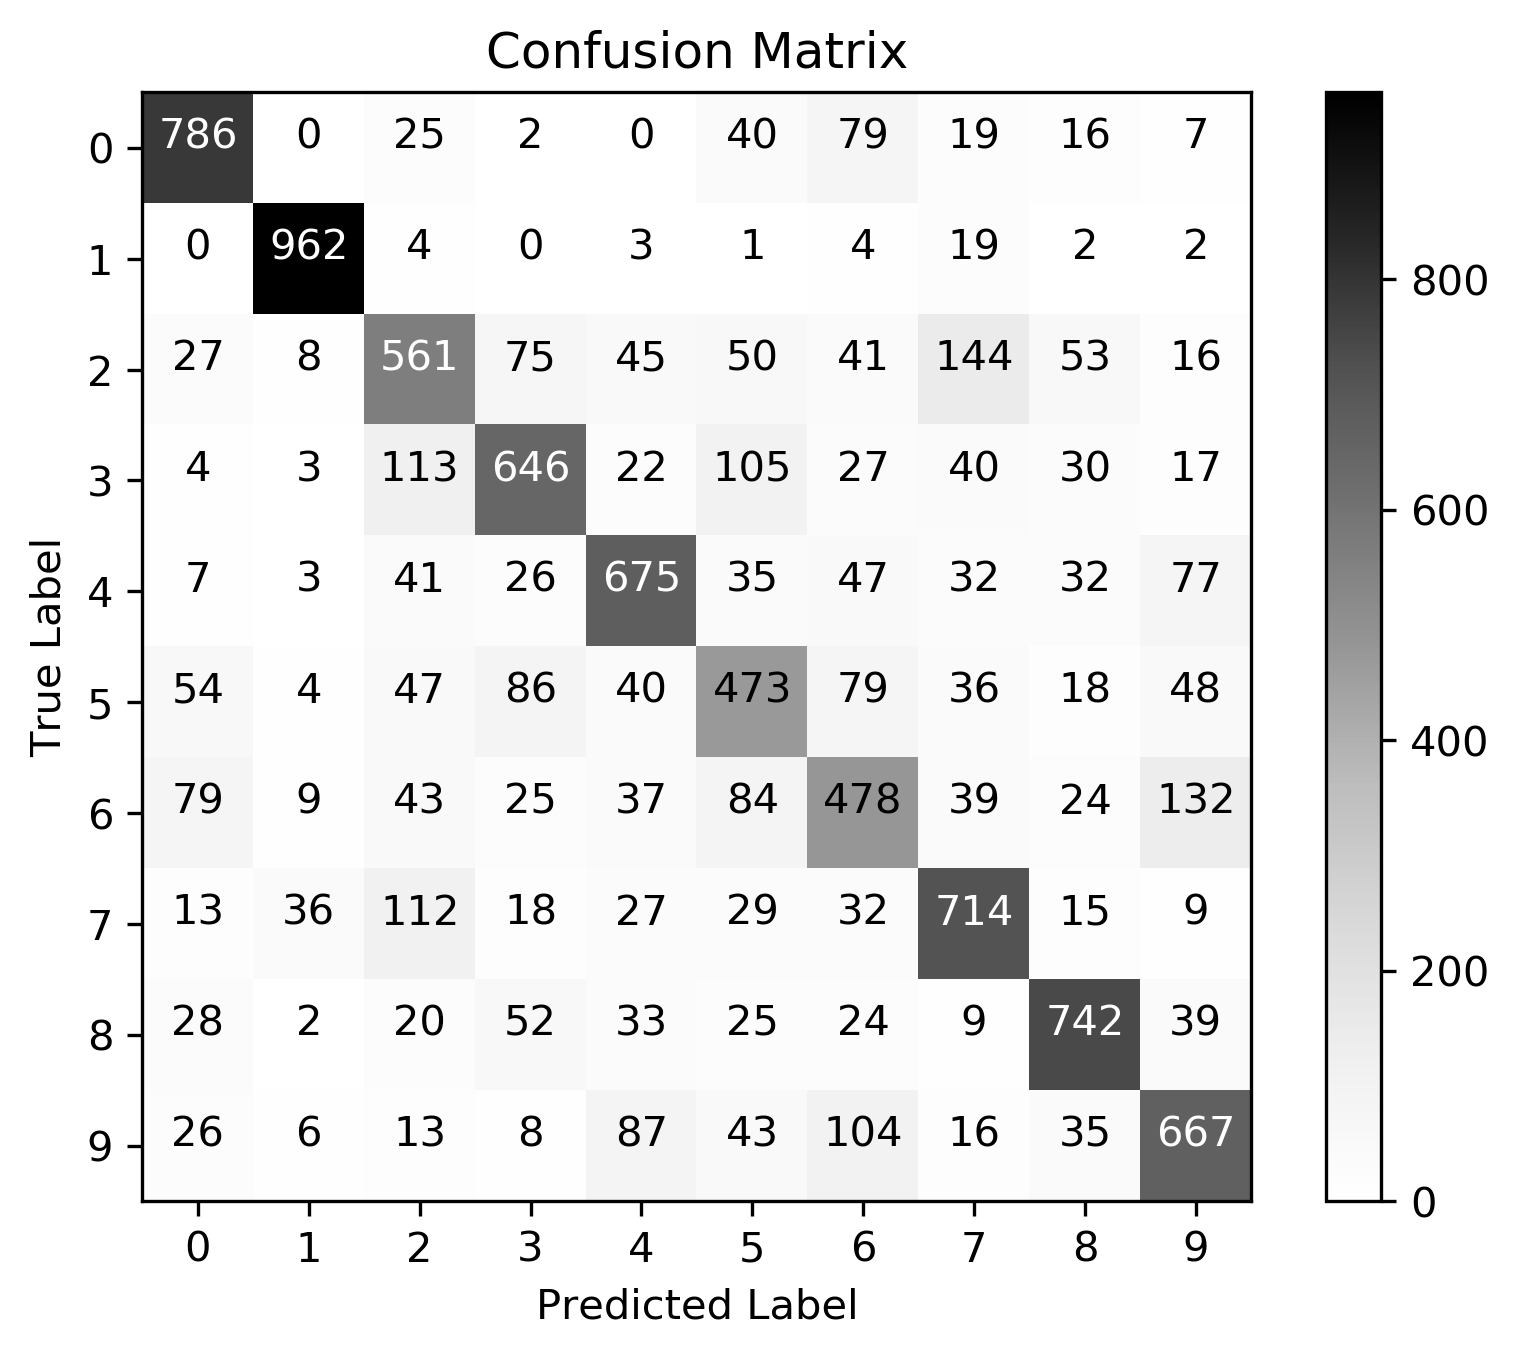 Confusion Matrix
0 786 0 25 2 0 40 79 19 16 7
1 0 962 4 0 3 1 4 19 2 2
2 27 8 561 75 45 50 41 144 53 16
3 4 3 113 646 22 105 27 40 30 17
4 7 3 41 26 675 35 47 32 32 77
5 54 4 47 86 40 473 79 36 18 48
6 79 9 43 25 37 84 478 39 24 132
7 13 36 112 18 27 29 32 714 15 9
8 28 2 20 52 33 25 24 9 742 39
9 26 6 13 8 87 43 104 16 35 667
0 1 2 3 4 5 6 7 8 9
Predicted Label
True Label
800
600
400
200
0